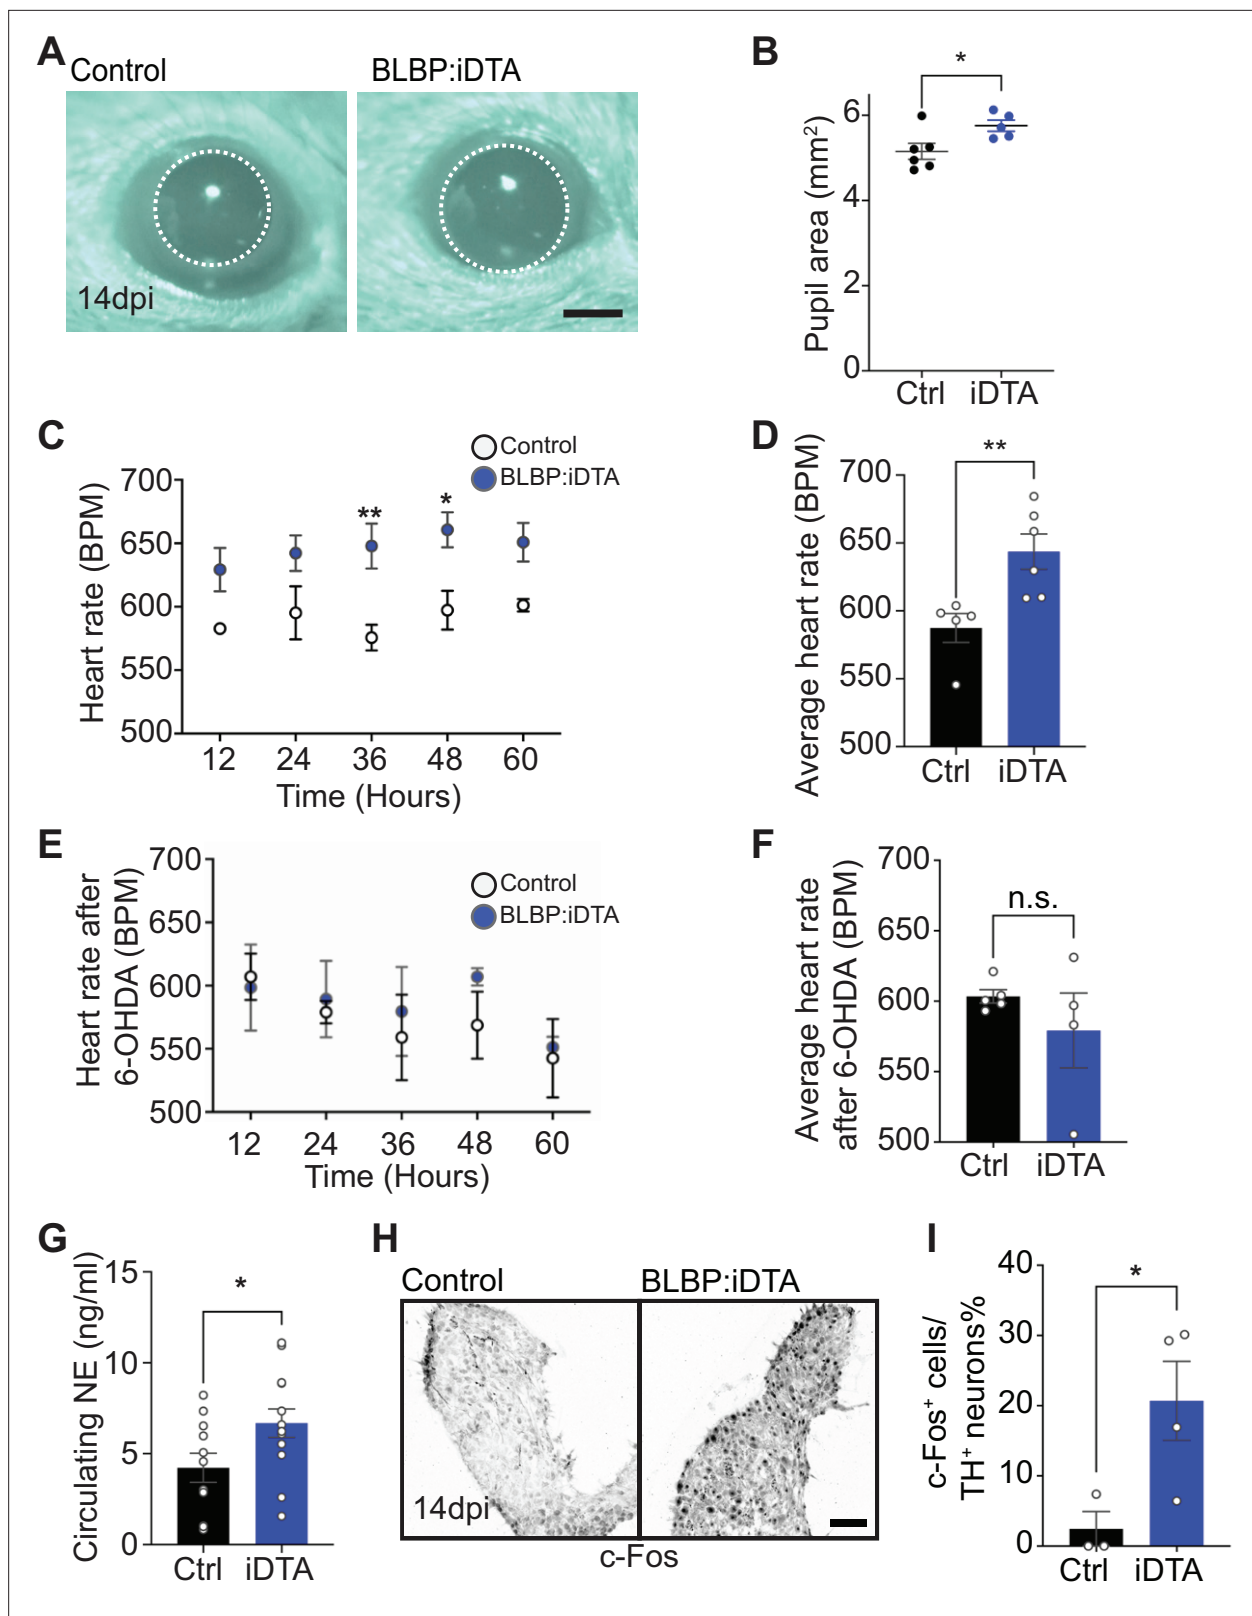 A
Control
BLBP:iDTA
14dpi
B
*
Pupil area (mm²)
6
4
2
0
Ctrl
iDTA
C
Control
BLBP:iDTA
Heart rate (BPM)
700
650
600
550
500
**
*
12 24 36 48 60
Time (Hours)
D
Average heart rate (BPM)
**
700
650
600
550
500
Ctrl
iDTA
E
Control
BLBP:iDTA
Heart rate after
6-OHDA (BPM)
700
650
600
550
500
12 24 36 48 60
Time (Hours)
F
Average heart rate
after 6-OHDA (BPM)
n.s.
700
650
600
550
500
Ctrl
iDTA
G
Circulating NE (ng/ml)
*
15
10
5
0
Ctrl
iDTA
H
Control
BLBP:iDTA
14dpi
c-Fos
I
c-Fos⁺ cells/
TH⁺ neurons%
*
40
30
20
10
0
Ctrl
iDTA